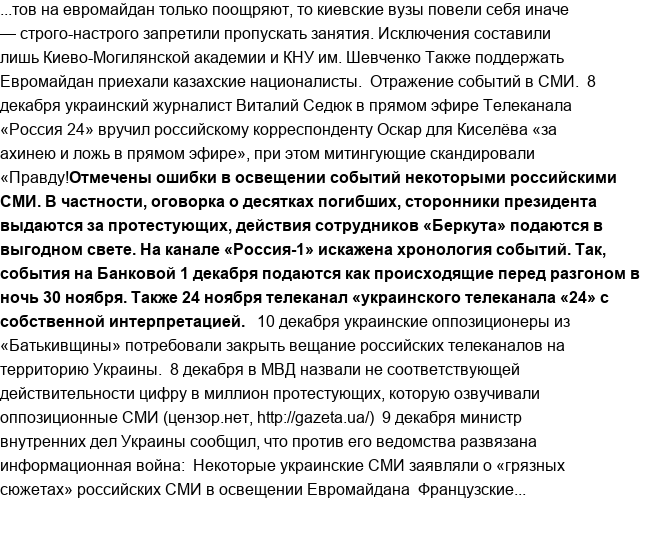 ...тов на евромайдан только поощряют, то киевские вузы повели себя иначе
— строго-настрого запретили пропускать занятия. Исключения составили
лишь Киево-Могилянской академии и КНУ им. Шевченко Также поддержать
Евромайдан приехали казахские националисты.  Отражение событий в СМИ.  8
декабря украинский журналист Виталий Седюк в прямом эфире Телеканала
«Россия 24» вручил российскому корреспонденту Оскар для Киселёва «за
ахинею и ложь в прямом эфире», при этом митингующие скандировали
«Правду!Отмечены ошибки в освещении событий некоторыми российскими
СМИ. В частности, оговорка о десятках погибших, сторонники президента
выдаются за протестующих, действия сотрудников «Беркута» подаются в
выгодном свете. На канале «Россия-1» искажена хронология событий. Так,
события на Банковой 1 декабря подаются как происходящие перед разгоном в
ночь 30 ноября. Также 24 ноября телеканал «украинского телеканала «24» с
собственной интерпретацией.   10 декабря украинские оппозиционеры из
«Батькивщины» потребовали закрыть вещание российских телеканалов на
территорию Украины.  8 декабря в МВД назвали не соответствующей
действительности цифру в миллион протестующих, которую озвучивали
оппозиционные СМИ (цензор.нет, http://gazeta.ua/)  9 декабря министр
внутренних дел Украины сообщил, что против его ведомства развязана
информационная война:  Некоторые украинские СМИ заявляли о «грязных
сюжетах» российских СМИ в освещении Евромайдана  Французские...